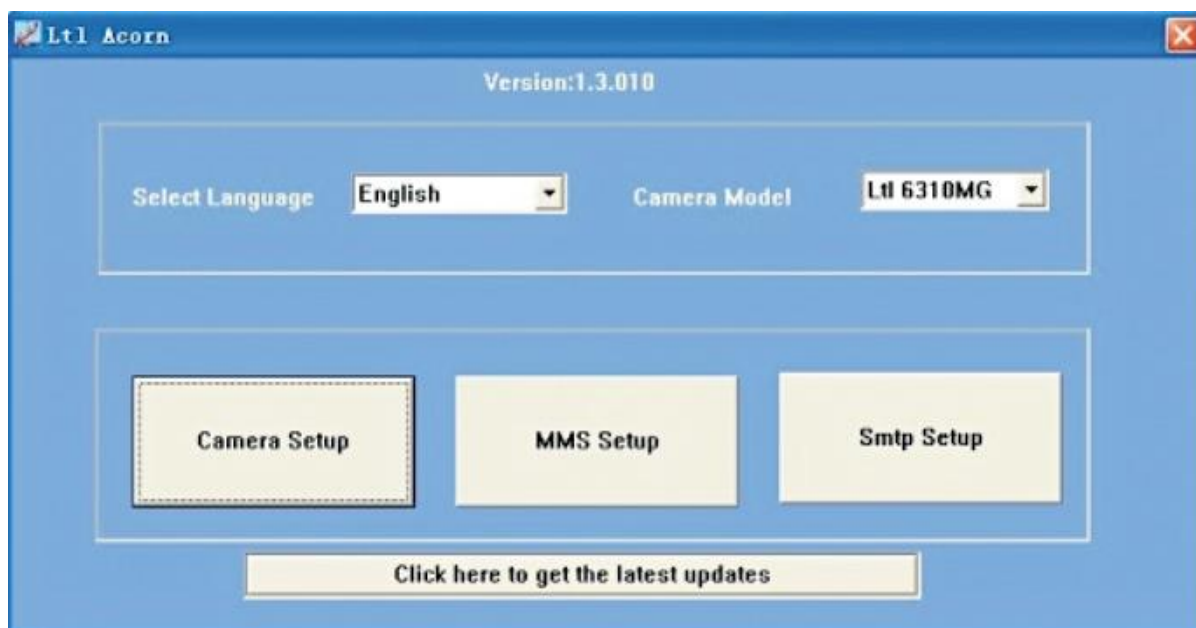 Ltl Acorn
Version:1.3.010
Select Language English Camera Model Ltl 6310MG
Camera Setup MMS Setup Smtp Setup
Click here to get the latest updates